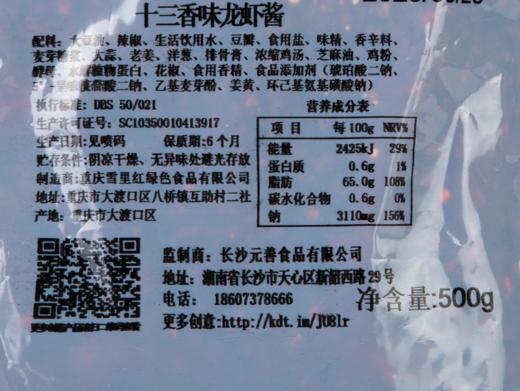 十三香味龙虾酱
配料：大豆油、辣椒、生活饮用水、豆瓣、食用盐、味精、香辛料、
麦芽糖浆、大蒜、老姜、洋葱、排骨膏、浓缩鸡汤、芝麻油、鸡粉、
酵母、水解植物蛋白、花椒、食用香精、食品添加剂（琥珀酸二钠、
5'-呈味核苷酸二钠、乙基麦芽酚、姜黄、环己基氨基磺酸钠）
执行标准：DBS 50/021
生产许可证号：SC10350010413917
生产日期：见喷码 保质期：6个月
贮存条件：阴凉干燥、无异味处避光存放
制造商：重庆雪里红绿色食品有限公司
地址：重庆市大渡口区八桥镇互助村二社
产地：重庆市大渡口区
营养成分表
项目 每100g NRV%
能量 2425kJ 29%
蛋白质 0.6g 1%
脂肪 65.0g 108%
碳水化合物 0.6g 0%
钠 3110mg 156%
监制商：长沙元善食品有限公司
地址：湖南省长沙市天心区新韶西路29号
电话：18607378666
更多创意:http://kdt.im/JU8lr
净含量:500g